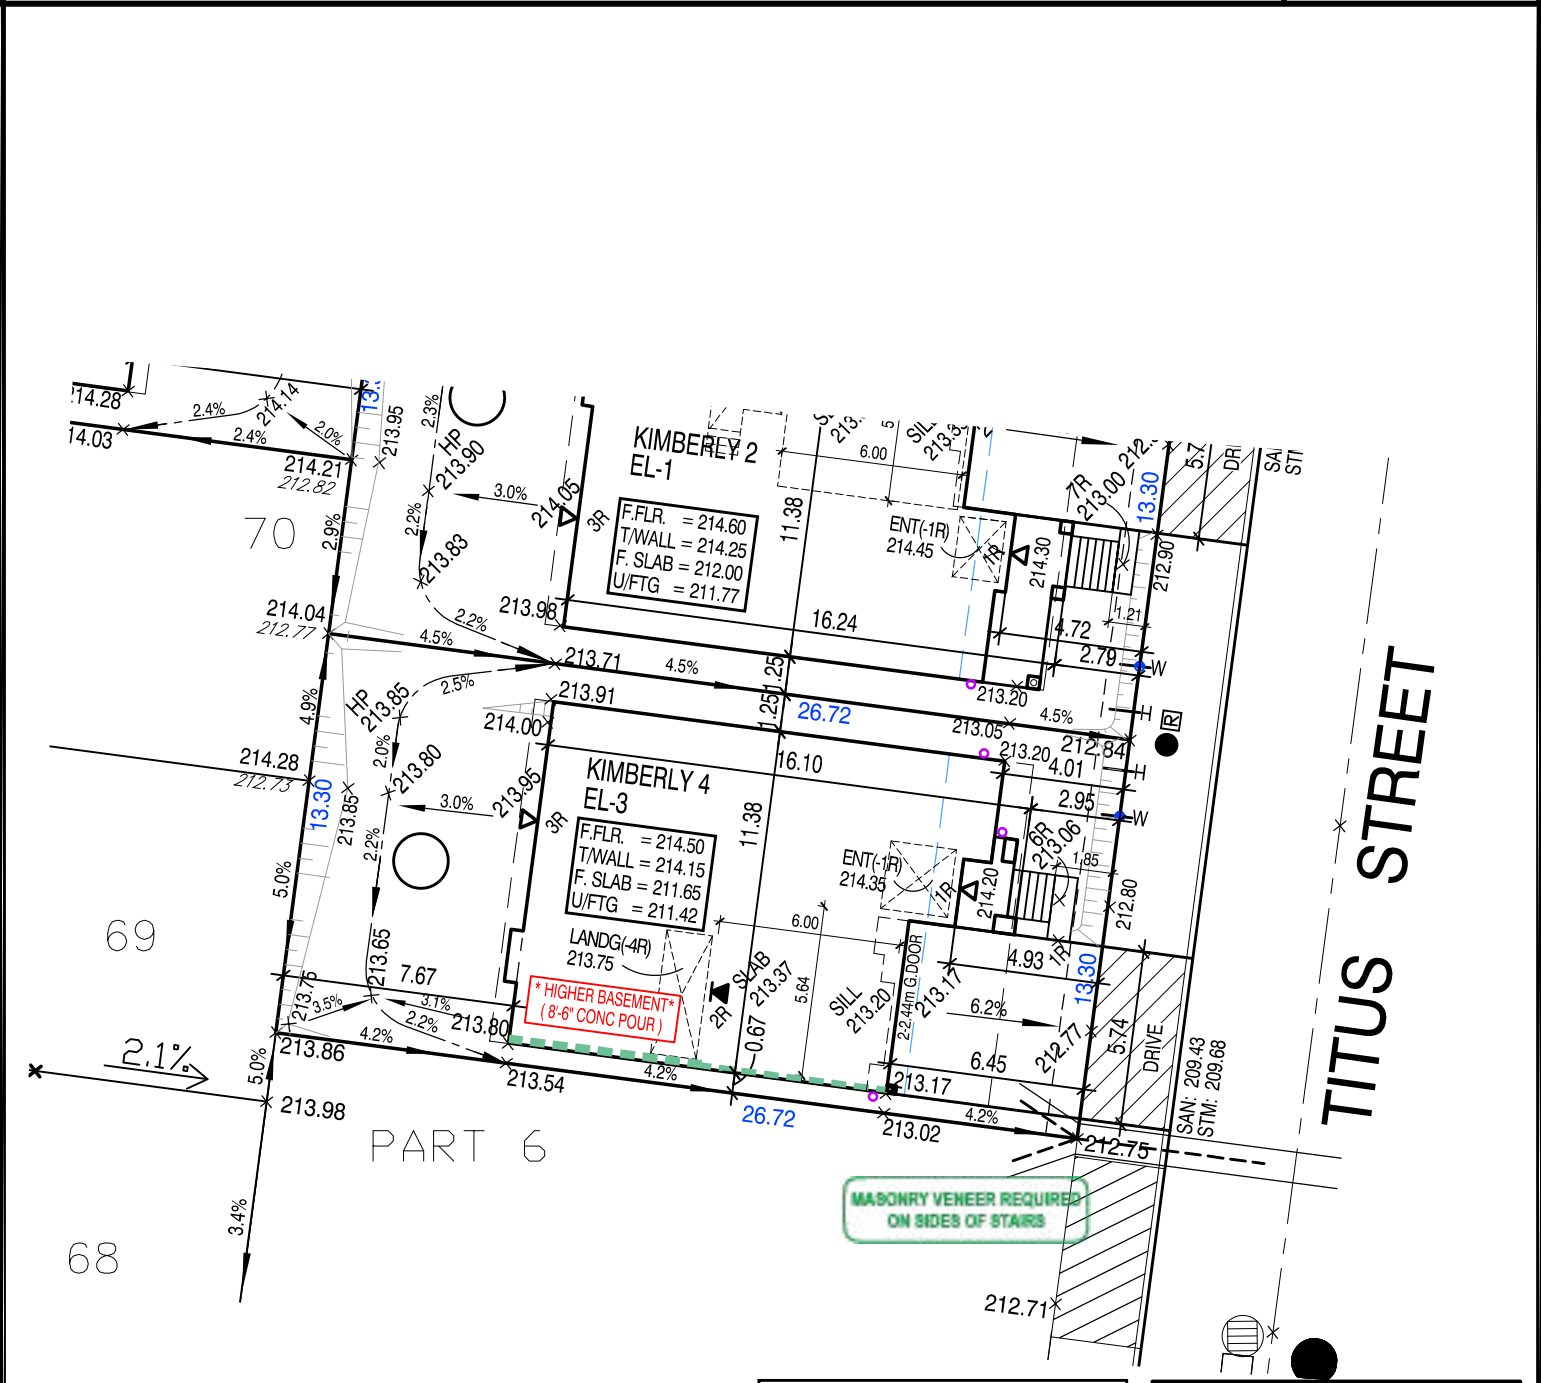 214.28
14.03
2.4%
2.4%
214.14
2.0%
214.21
212.82
213.95
2.3%
HP
213.90
2.2%
3.0%
214.05
3R
KIMBERLY 2
EL-1
F.FLR. = 214.60
T/WALL = 214.25
F. SLAB = 212.00
U/FTG = 211.77
11.38
6.00
ENT(-1R)
214.45
1R
214.30
7R
213.00
13.30
212.90
5.7
70
2.9%
213.83
214.04
212.77
213.98
2.2%
4.5%
213.71
4.5%
16.24
1.21
4.72
2.79
W
1.25
1.25
26.72
213.20
213.05
4.5%
212.84
H
R
HP
213.85
2.5%
213.91
214.00
4.9%
214.28
212.73
13.30
213.85
2.0%
213.80
2.2%
3.0%
213.95
3R
16.10
213.20
4.01
H
2.95
W
KIMBERLY 4
EL-3
F.FLR. = 214.50
T/WALL = 214.15
F. SLAB = 211.65
U/FTG = 211.42
11.38
ENT(-1R)
214.35
1R
214.20
6R
213.06
1.85
212.80
5.0%
69
213.65
LANDG(-4R)
213.75
6.00
5.64
SLAB
213.37
2R
SILL
213.20
2-2.44m G.DOOR
213.17
4.93
1R
13.30
6.2%
6.45
212.77
5.74
DRIVE
SAN: 209.43
STM: 209.68
TITUS STREET
7.67
* HIGHER BASEMENT*
( 8'-6" CONC POUR )
213.75
3.5%
3.1%
2.2%
213.80
4.2%
213.86
0.67
4.2%
213.54
213.17
4.2%
213.02
26.72
212.75
2.1%
5.0%
213.98
PART 6
3.4%
68
MASONRY VENEER REQUIRED
ON SIDES OF STAIRS
212.71